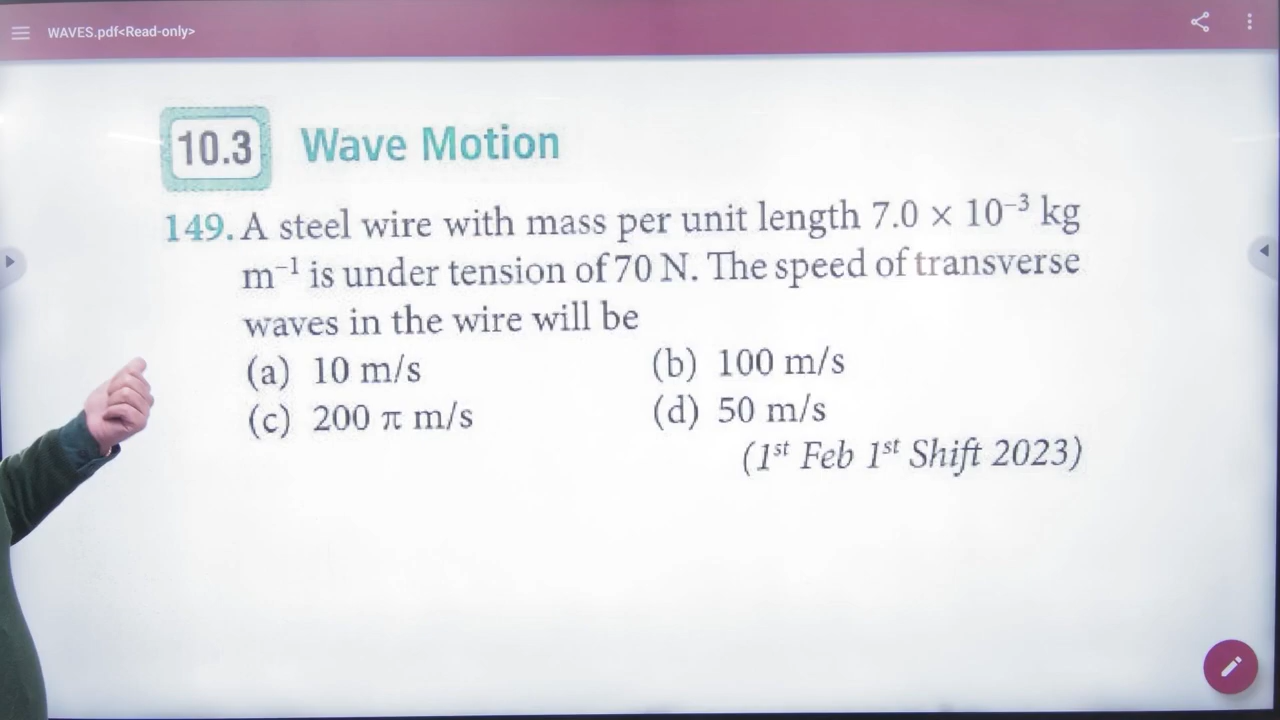 WAVES.pdf<Read-only>
10.3 Wave Motion
149. A steel wire with mass per unit length 7.0 × 10⁻³ kg
m⁻¹ is under tension of 70 N. The speed of transverse
waves in the wire will be
(a) 10 m/s (b) 100 m/s
(c) 200 π m/s (d) 50 m/s
(1ˢᵗ Feb 1ˢᵗ Shift 2023)